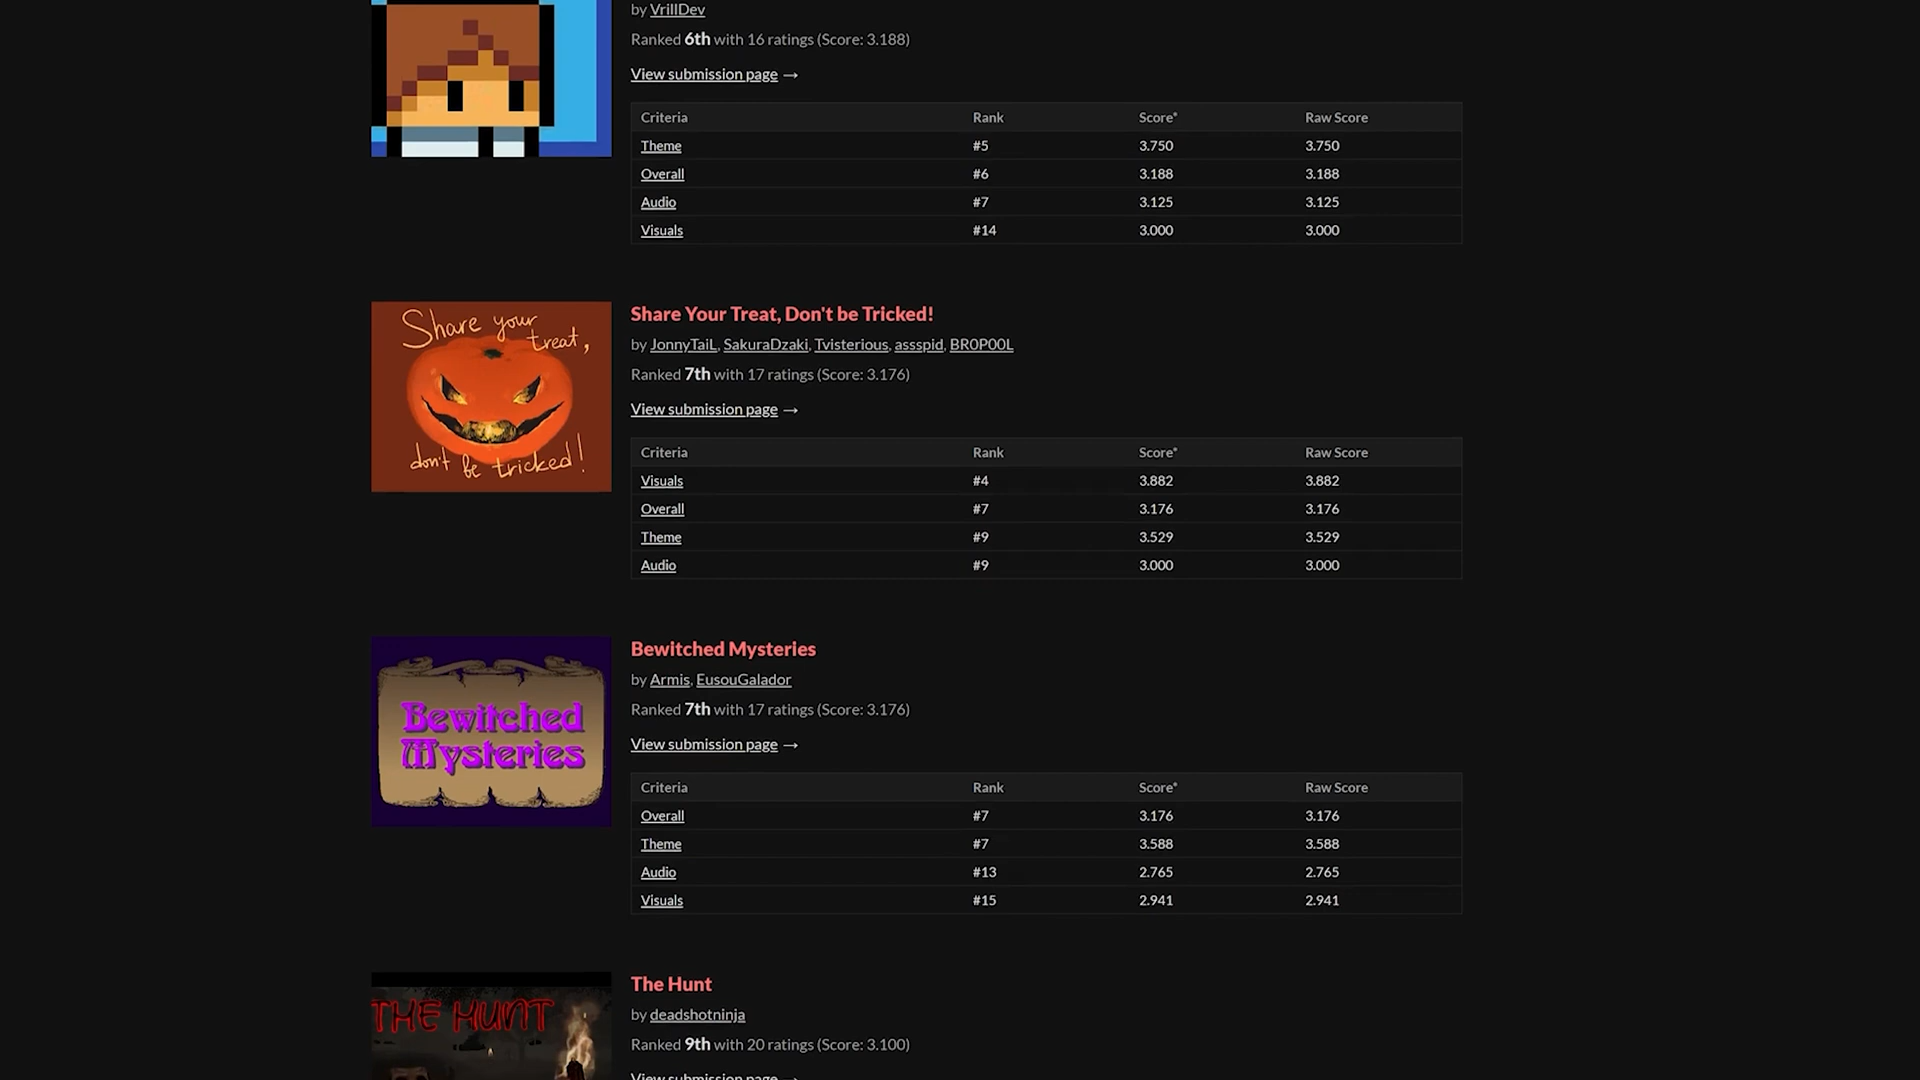 by VrillDev
Ranked 6th with 16 ratings (Score: 3.188)
View submission page →
Criteria Rank Score* Raw Score
Theme #5 3.750 3.750
Overall #6 3.188 3.188
Audio #7 3.125 3.125
Visuals #14 3.000 3.000
Share your treat,
don't be tricked!
Share Your Treat, Don't be Tricked!
by JonnyTaiL, SakuraDzaki, Tvisterious, assspid, BR0P00L
Ranked 7th with 17 ratings (Score: 3.176)
View submission page →
Criteria Rank Score* Raw Score
Visuals #4 3.882 3.882
Overall #7 3.176 3.176
Theme #9 3.529 3.529
Audio #9 3.000 3.000
Bewitched
Mysteries
Bewitched Mysteries
by Armis, EusouGalador
Ranked 7th with 17 ratings (Score: 3.176)
View submission page →
Criteria Rank Score* Raw Score
Overall #7 3.176 3.176
Theme #7 3.588 3.588
Audio #13 2.765 2.765
Visuals #15 2.941 2.941
THE HUNT
The Hunt
by deadshotninja
Ranked 9th with 20 ratings (Score: 3.100)
View submission page →